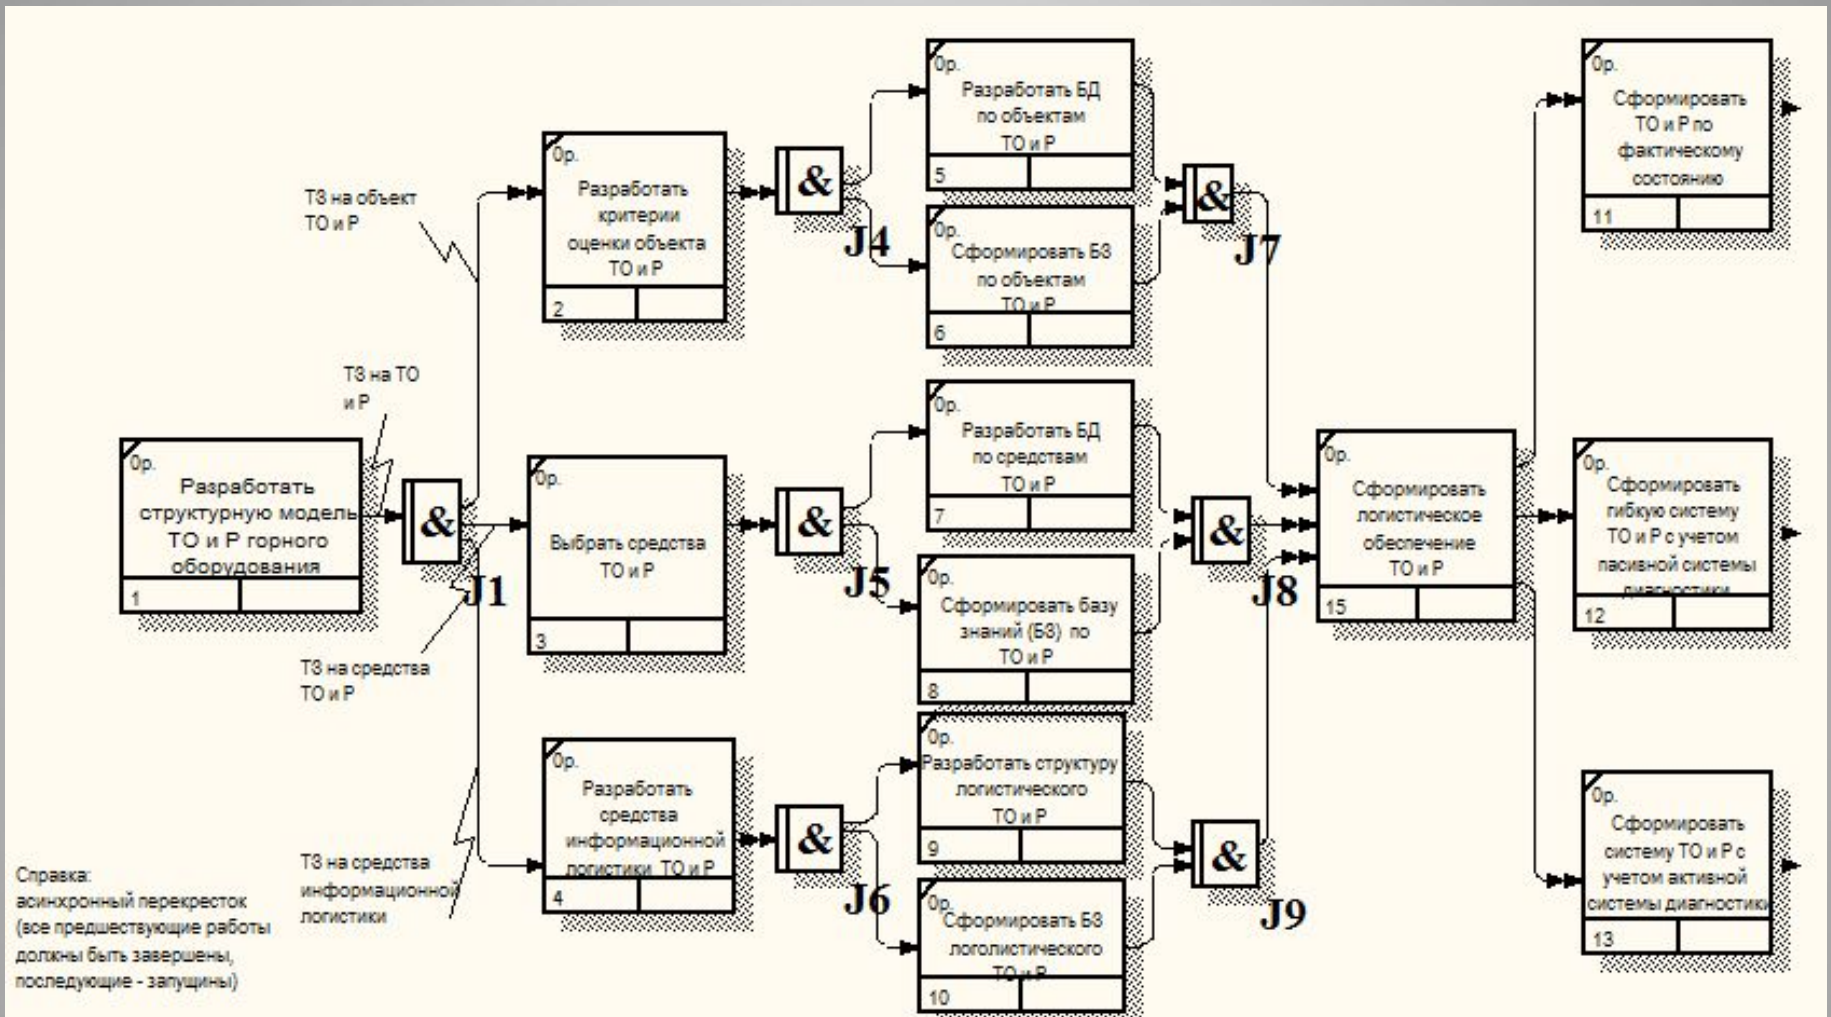 ТЗ на объект
ТО и Р
ТЗ на ТО
и Р
0р.
Разработать
структурную модель
ТО и Р горного
оборудования
1
&
J1
ТЗ на средства
ТО и Р
ТЗ на средства
информационной
логистики
Справка:
асинхронный перекресток
(все предшествующие работы
должны быть завершены,
последующие - запущины)
0р.
Разработать
критерии
оценки объекта
ТО и Р
2
0р.
Выбрать средства
ТО и Р
3
0р.
Разработать
средства
информационной
логистики ТО и Р
4
&
J4
&
J5
&
J6
0р.
Разработать БД
по объектам
ТО и Р
5
0р.
Сформировать БЗ
по объектам
ТО и Р
6
0р.
Разработать БД
по средствам
ТО и Р
7
0р.
Сформировать базу
знаний (БЗ) по
ТО и Р
8
0р.
Разработать структуру
логистического
ТО и Р
9
0р.
Сформировать БЗ
логолистического
ТО и Р
10
&
J7
&
J8
&
J9
0р.
Сформировать
логистическое
обеспечение
ТО и Р
15
0р.
Сформировать
ТО и Р по
фактическому
состоянию
11
0р.
Сформировать
гибкую систему
ТО и Р с учетом
пасивной системы
диагностики
12
0р.
Сформировать
систему ТО и Р с
учетом активной
системы диагностики
13